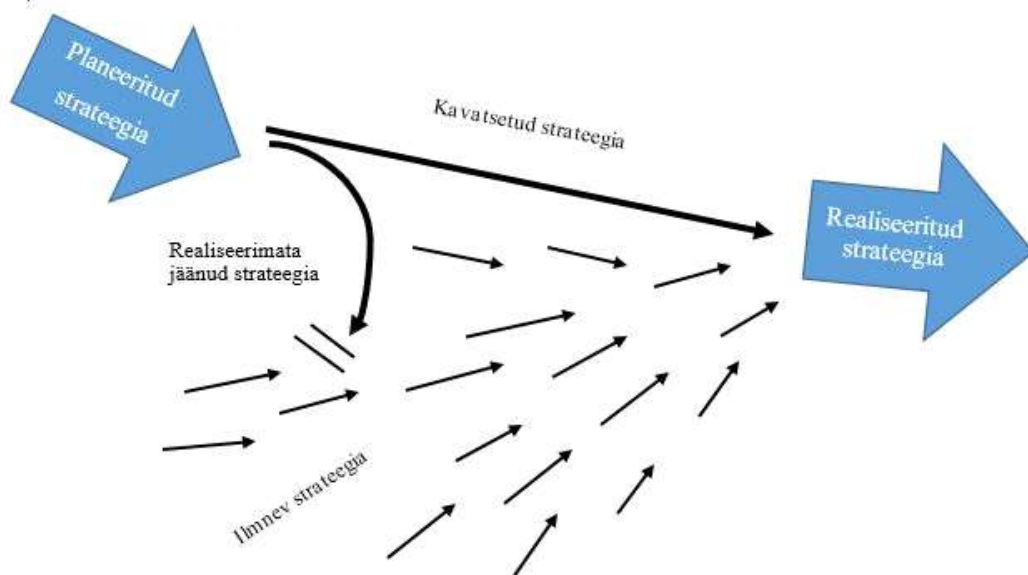 Planeeritud
strateegia
Kavatsetud strateegia
Realiseeritud
strateegia
Realiseerimata
jäänud strateegia
Ilmnev strateegia